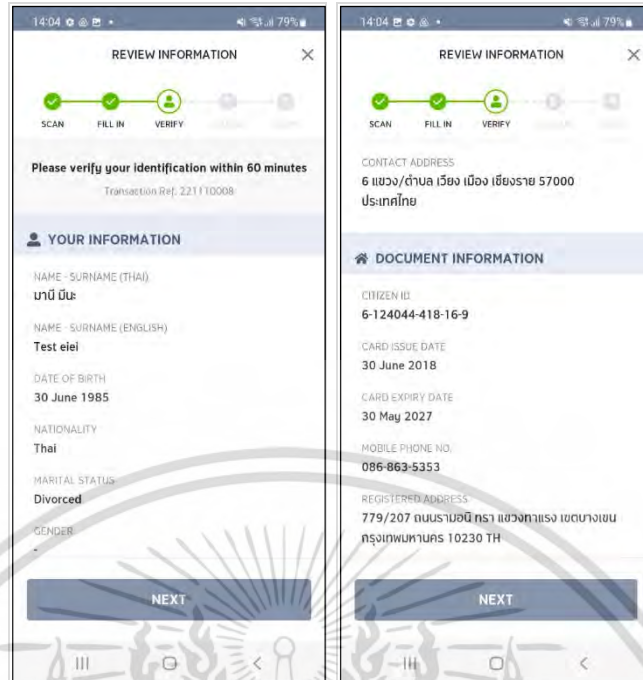 14:04 79%
REVIEW INFORMATION
SCAN FILL IN VERIFY
Please verify your identification within 60 minutes
Transaction Ref. 221110008
YOUR INFORMATION
NAME - SURNAME (THAI)
มานี มีนะ
NAME - SURNAME (ENGLISH)
Test eiei
DATE OF BIRTH
30 June 1985
NATIONALITY
Thai
MARITAL STATUS
Divorced
GENDER
-
NEXT
14:04 79%
REVIEW INFORMATION
SCAN FILL IN VERIFY
CONTACT ADDRESS
6 แขวง/ตำบล เวียง เมือง เชียงราย 57000
ประเทศไทย
DOCUMENT INFORMATION
CITIZEN ID
6-124044-418-16-9
CARD ISSUE DATE
30 June 2018
CARD EXPIRY DATE
30 May 2027
MOBILE PHONE NO.
086-863-5353
REGISTERED ADDRESS
779/207 ถนนรามอนิ ทรา แขวงทาแรง เขตบางเขน
กรุงเทพมหานคร 10230 TH
NEXT